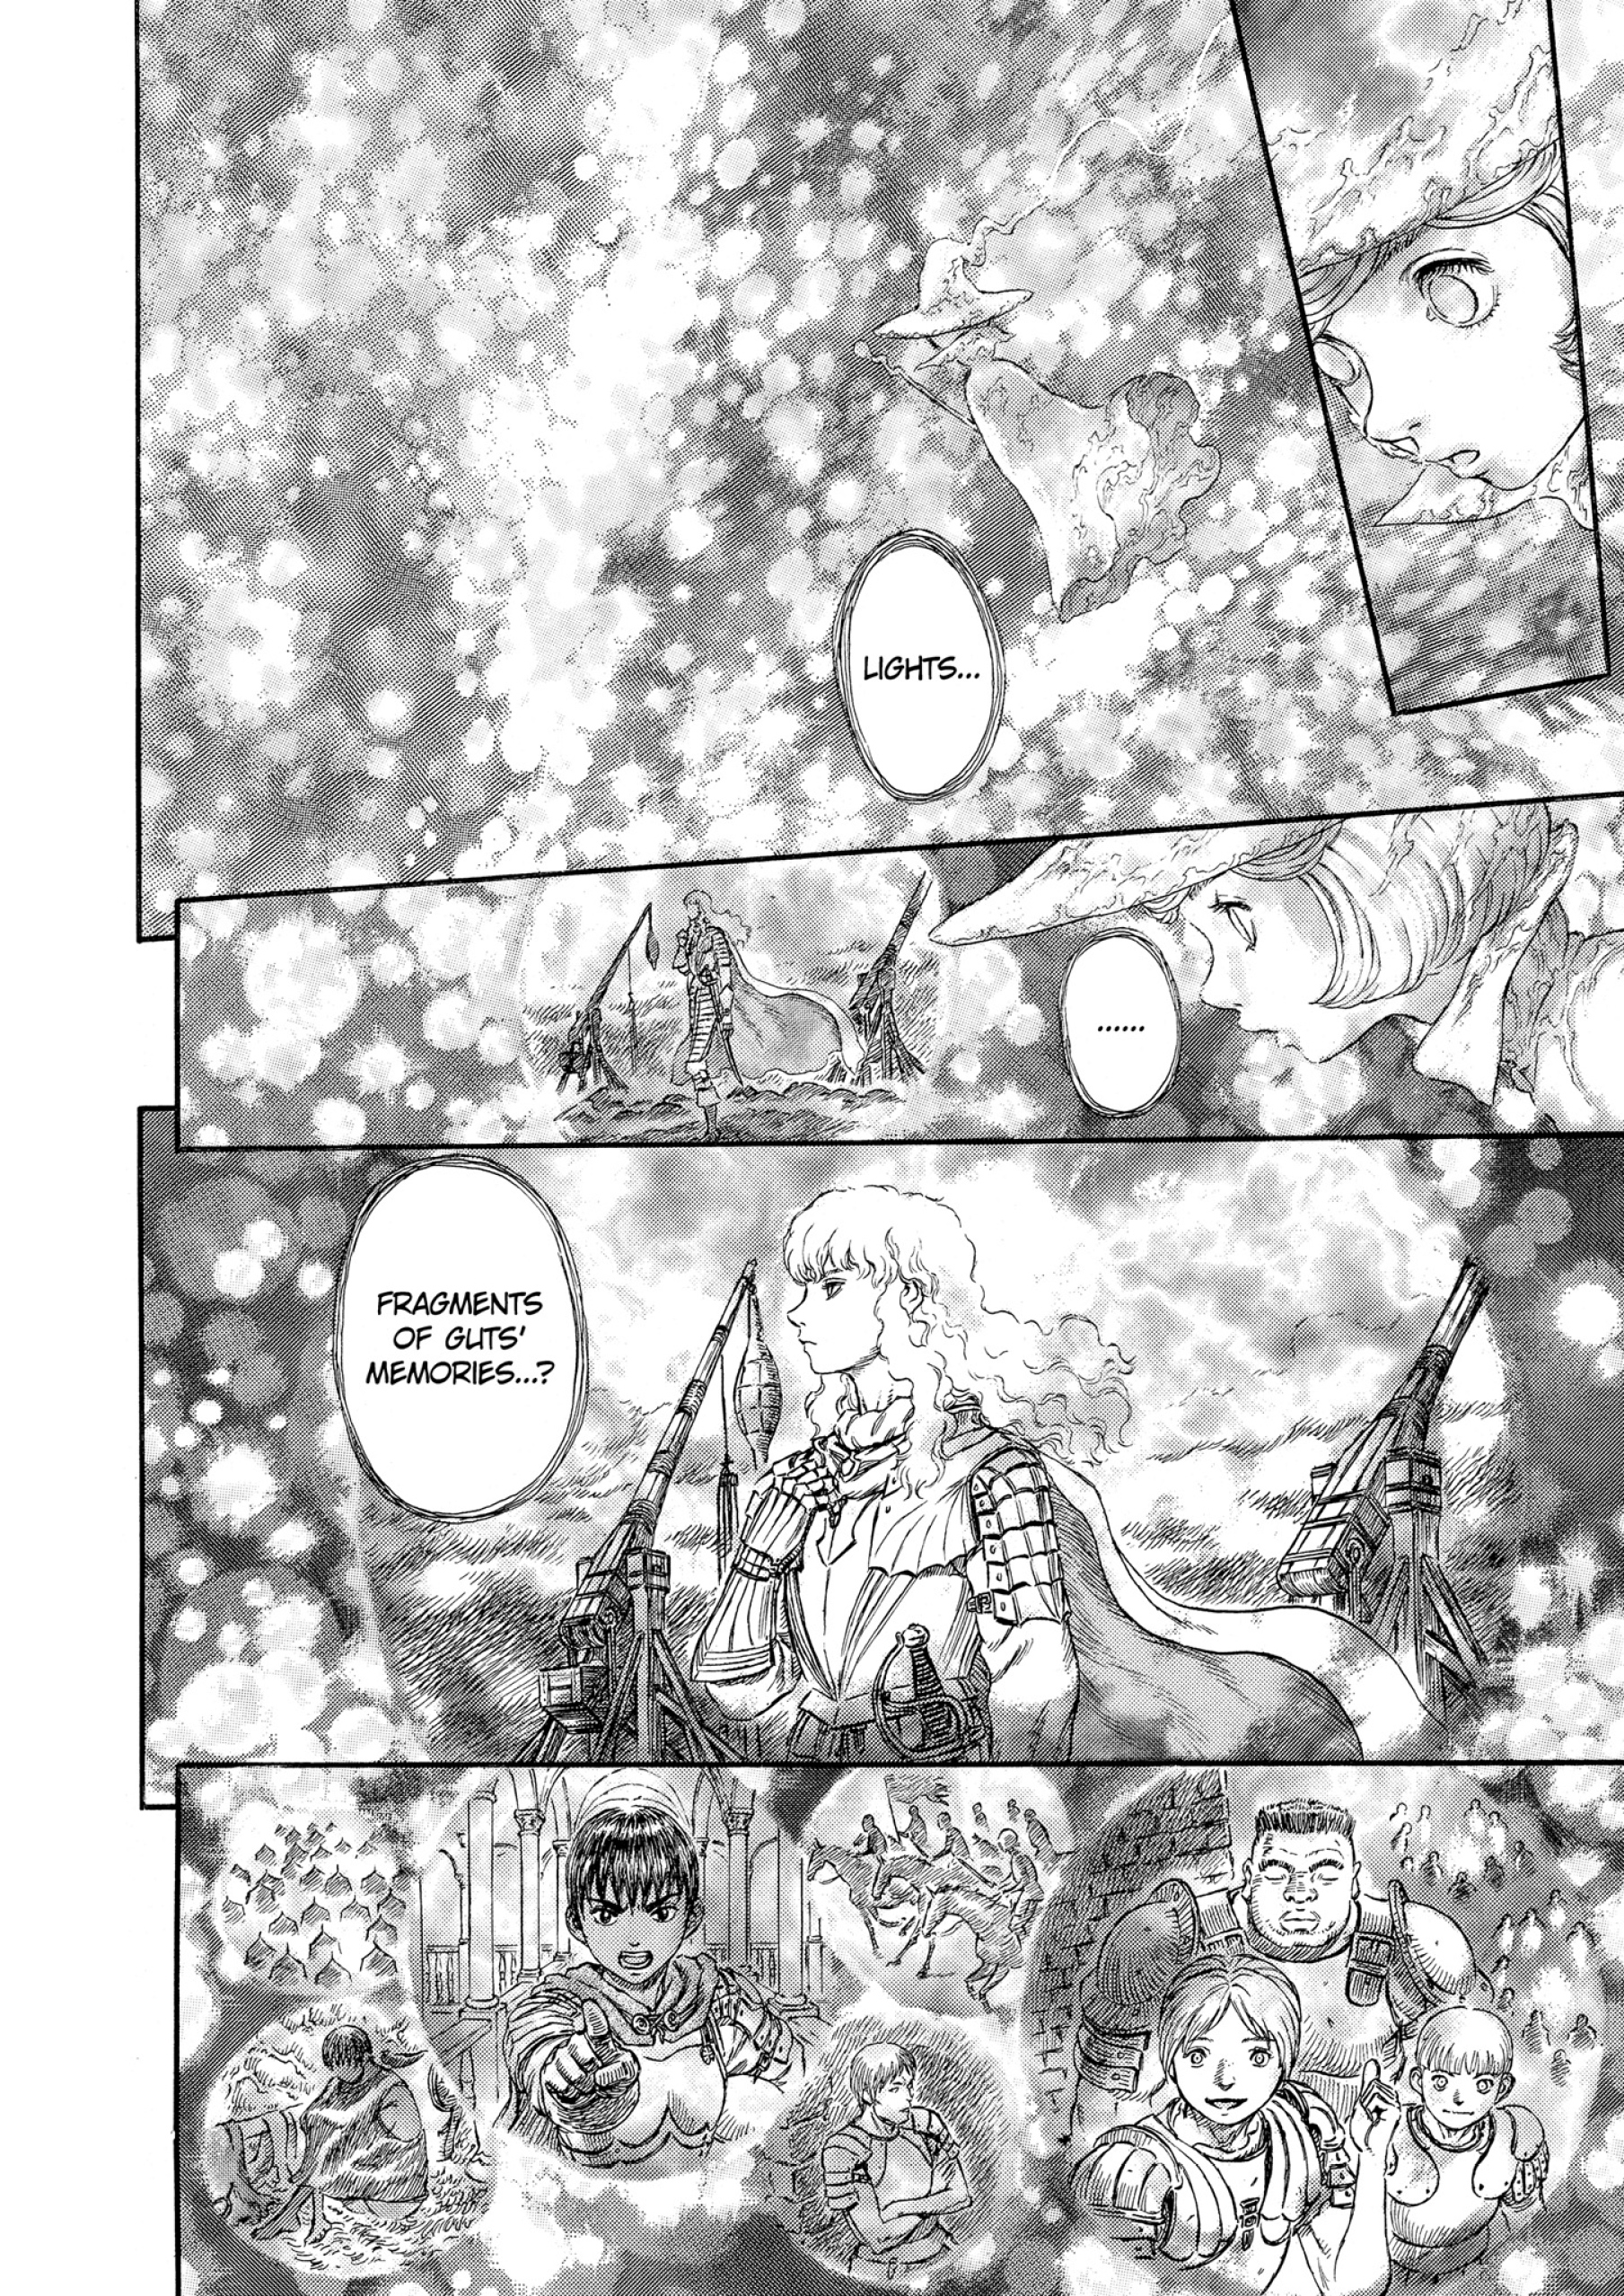 LIGHTS...
......
FRAGMENTS
OF GUTS'
MEMORIES...?